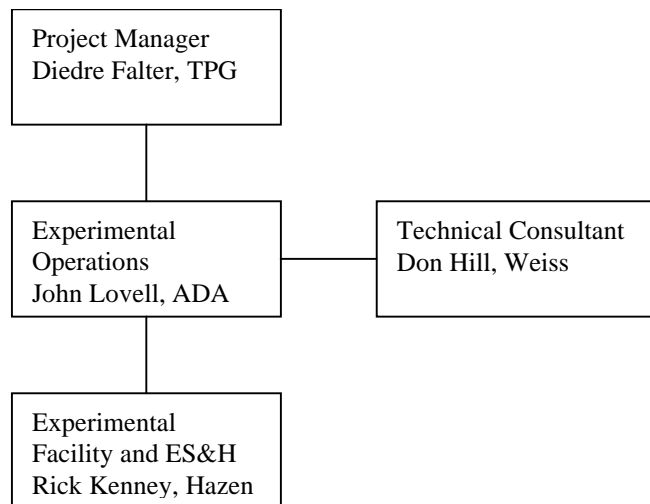 Project Manager
Diedre Falter, TPG
Experimental
Operations
John Lovell, ADA
Technical Consultant
Don Hill, Weiss
Experimental
Facility and ES&H
Rick Kenney, Hazen